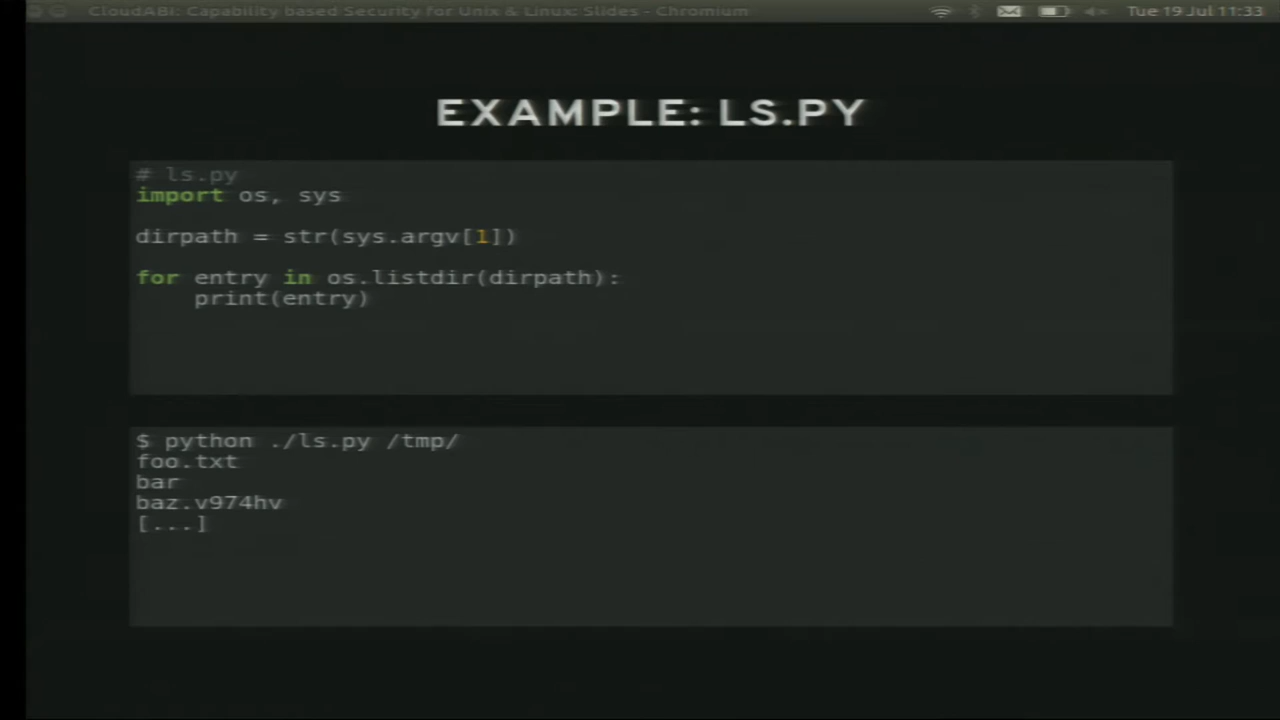 CloudABI: Capability based Security for Unix & Linux: Slides - Chromium
Tue 19 Jul 11:33
EXAMPLE: LS.PY
# ls.py
import os, sys
dirpath = str(sys.argv[1])
for entry in os.listdir(dirpath):
print(entry)
$ python ./ls.py /tmp/
foo.txt
bar
baz.v974hv
[...]